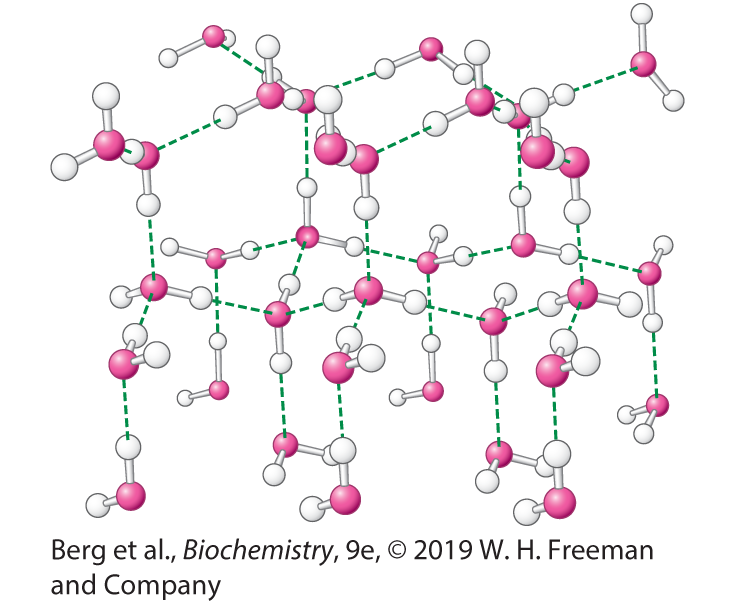 Berg et al., Biochemistry, 9e, © 2019 W. H. Freeman
and Company